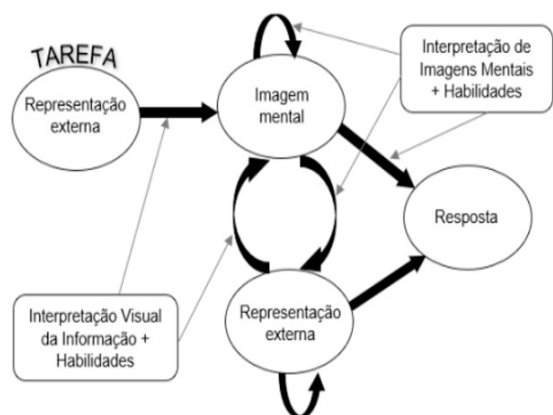 TAREFA
Representação
externa
Imagem
mental
Interpretação de
Imagens Mentais
+ Habilidades
Resposta
Interpretação Visual
da Informação +
Habilidades
Representação
externa